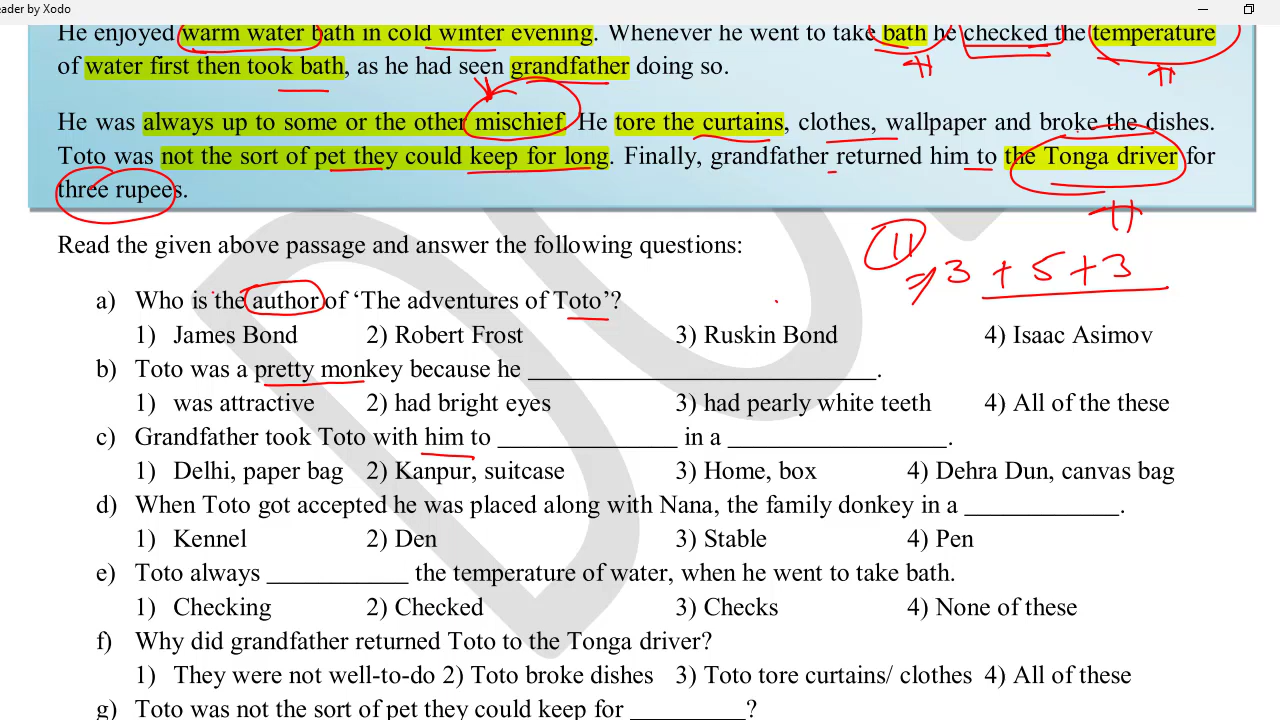 eader by Xodo
He enjoyed warm water bath in cold winter evening. Whenever he went to take bath he checked the temperature
of water first then took bath, as he had seen grandfather doing so.
He was always up to some or the other mischief. He tore the curtains, clothes, wallpaper and broke the dishes.
Toto was not the sort of pet they could keep for long. Finally, grandfather returned him to the Tonga driver for
three rupees.
Read the given above passage and answer the following questions:
11 => 3 + 5 + 3
a) Who is the author of ‘The adventures of Toto’?
1) James Bond 2) Robert Frost 3) Ruskin Bond 4) Isaac Asimov
b) Toto was a pretty monkey because he ____________________________.
1) was attractive 2) had bright eyes 3) had pearly white teeth 4) All of the these
c) Grandfather took Toto with him to ______________ in a _________________.
1) Delhi, paper bag 2) Kanpur, suitcase 3) Home, box 4) Dehra Dun, canvas bag
d) When Toto got accepted he was placed along with Nana, the family donkey in a ____________.
1) Kennel 2) Den 3) Stable 4) Pen
e) Toto always ___________ the temperature of water, when he went to take bath.
1) Checking 2) Checked 3) Checks 4) None of these
f) Why did grandfather returned Toto to the Tonga driver?
1) They were not well-to-do 2) Toto broke dishes 3) Toto tore curtains/ clothes 4) All of these
g) Toto was not the sort of pet they could keep for _________?